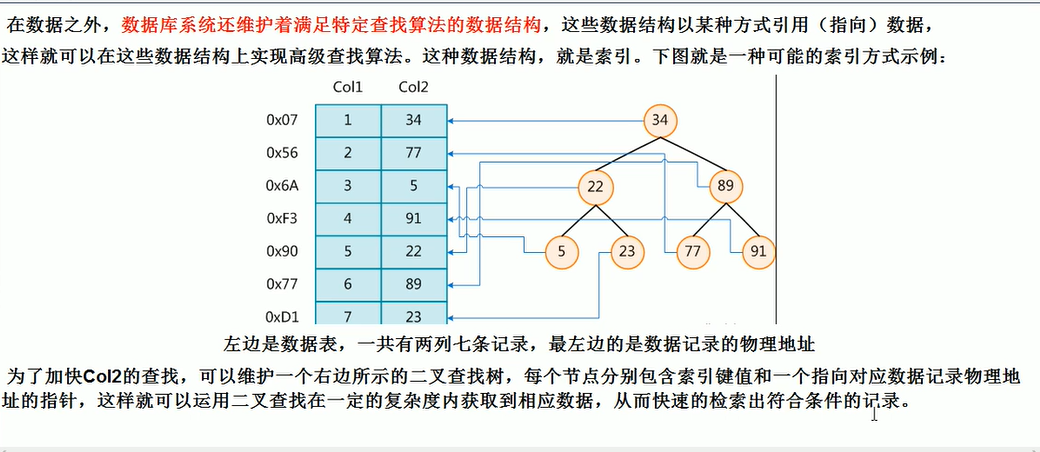 在数据之外，数据库系统还维护着满足特定查找算法的数据结构，这些数据结构以某种方式引用（指向）数据，
这样就可以在这些数据结构上实现高级查找算法。这种数据结构，就是索引。下图就是一种可能的索引方式示例：
Col1 Col2
0x07 1 34 34
0x56 2 77
0x6A 3 5 22 89
0xF3 4 91
0x90 5 22 5 23 77 91
0x77 6 89
0xD1 7 23
左边是数据表，一共有两列七条记录，最左边的是数据记录的物理地址
为了加快Col2的查找，可以维护一个右边所示的二叉查找树，每个节点分别包含索引键值和一个指向对应数据记录物理地
址的指针，这样就可以运用二叉查找在一定的复杂度内获取到相应数据，从而快速的检索出符合条件的记录。